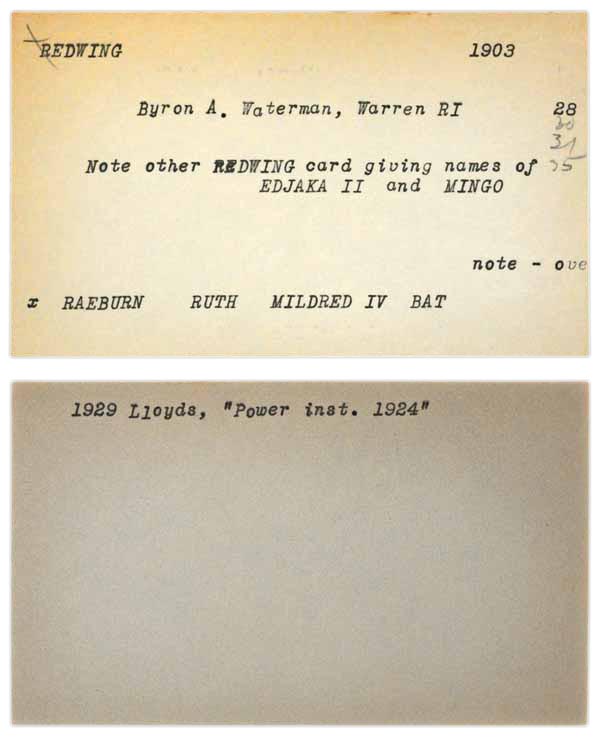 REDWING 1903
Byron A. Waterman, Warren RI 28
30
31
Note other REDWING card giving names of 35
EDJAKA II and MINGO
note - ove
x RAEBURN RUTH MILDRED IV BAT
1929 Lloyds, "Power inst. 1924"